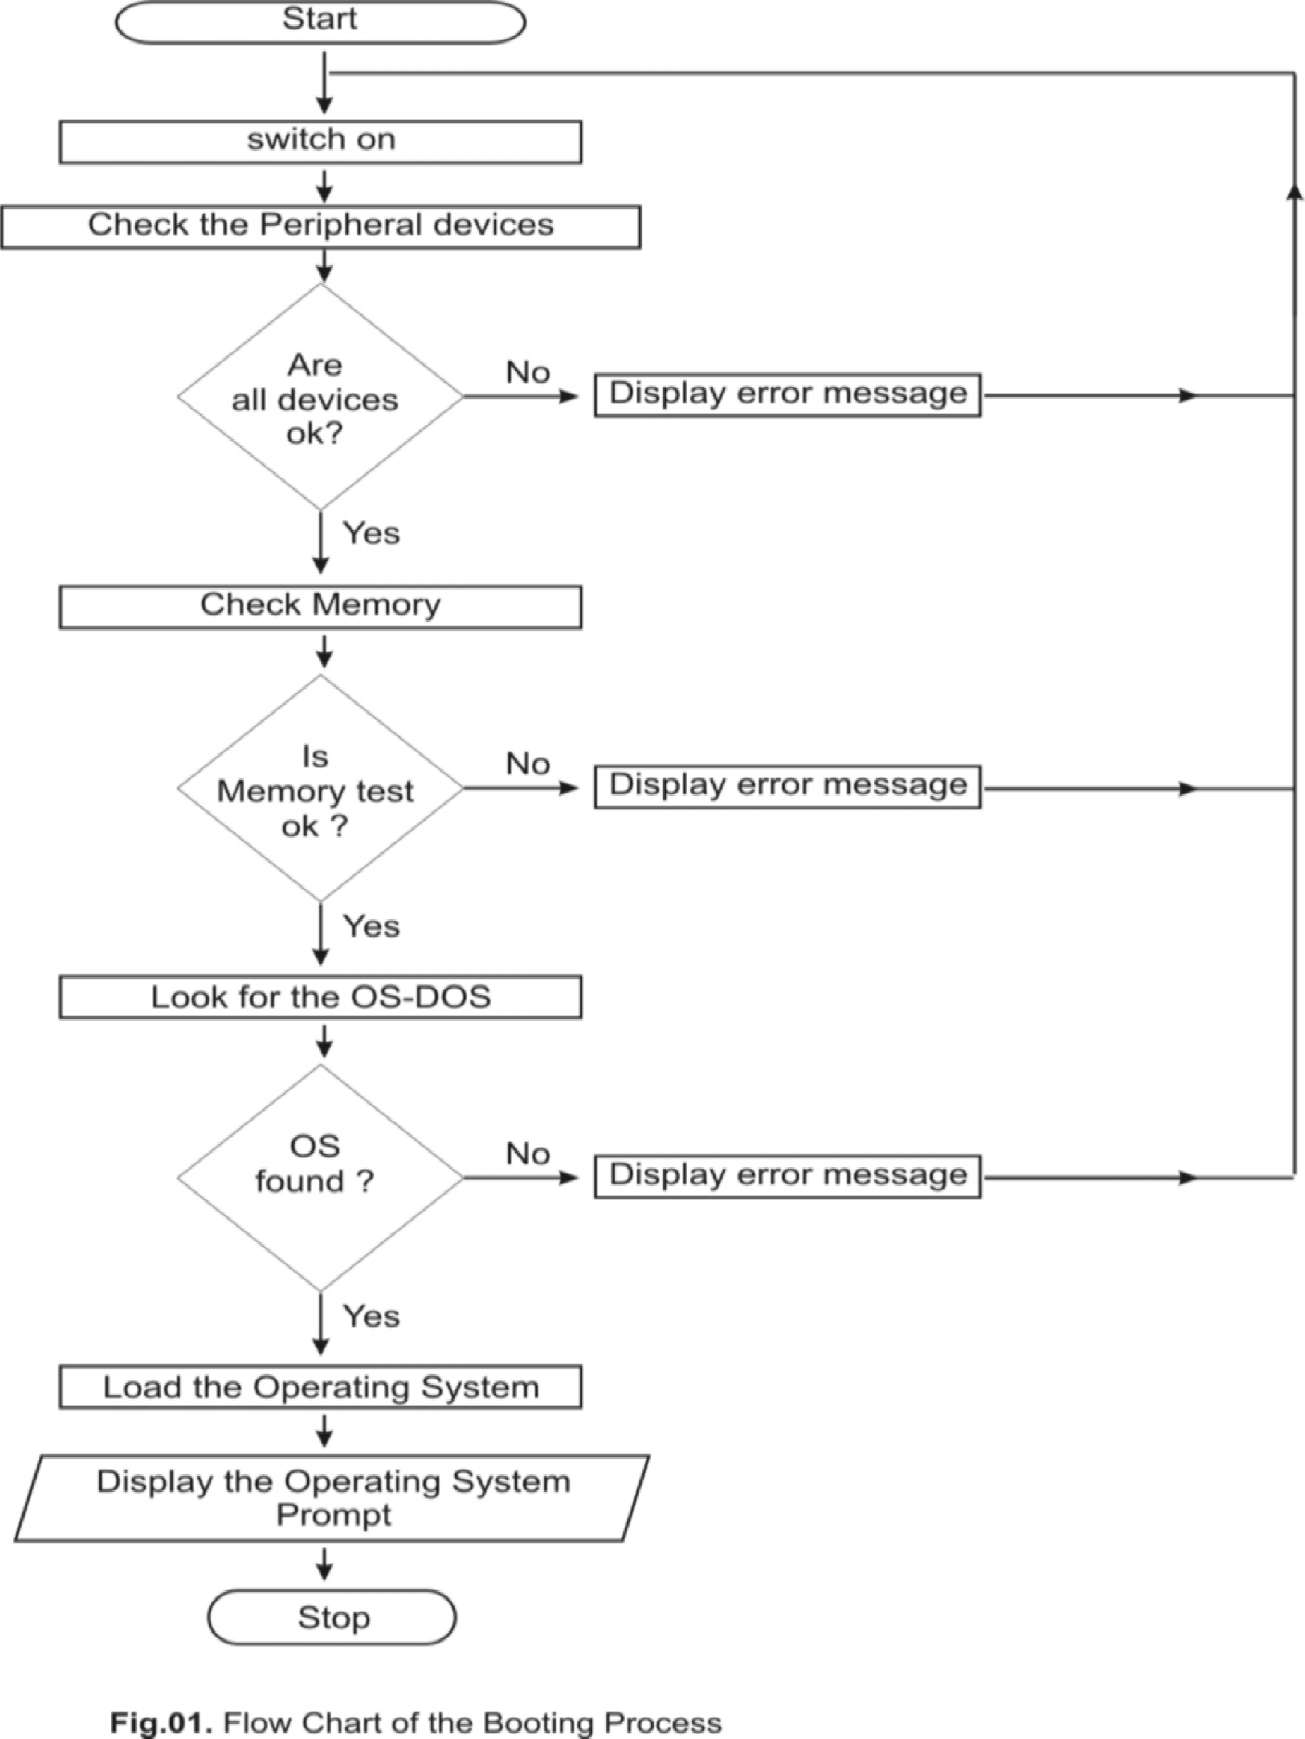 Start
switch on
Check the Peripheral devices
Are
all devices
ok?
No
Display error message
Yes
Check Memory
Is
Memory test
ok ?
No
Display error message
Yes
Look for the OS-DOS
OS
found ?
No
Display error message
Yes
Load the Operating System
Display the Operating System
Prompt
Stop
Fig.01. Flow Chart of the Booting Process